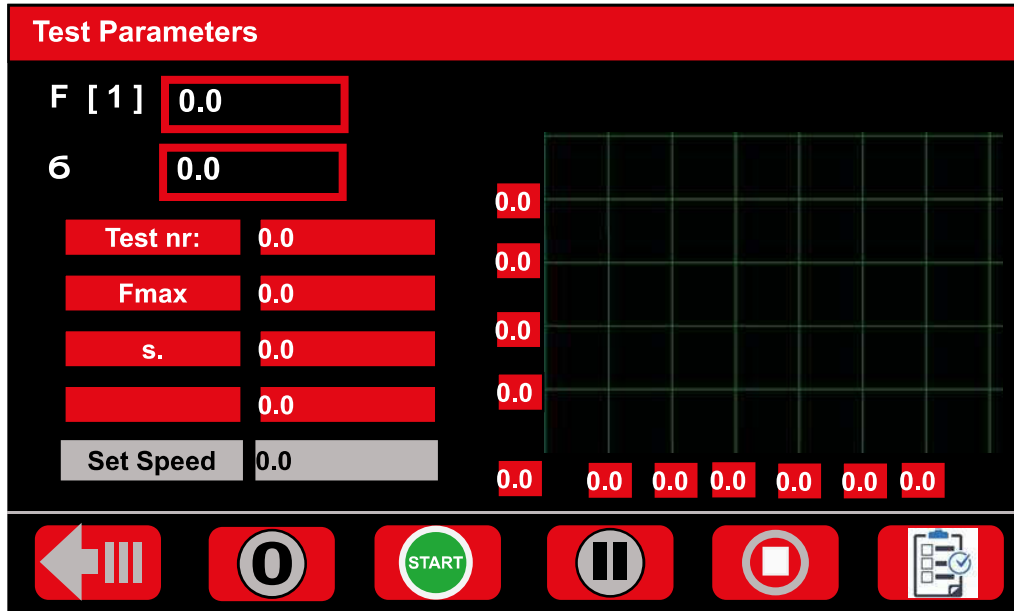 Test Parameters
F [ 1 ] 0.0
б 0.0
Test nr: 0.0
Fmax 0.0
s. 0.0
0.0
Set Speed 0.0
0.0
0.0
0.0
0.0
0.0 0.0 0.0 0.0 0.0 0.0 0.0
0
START